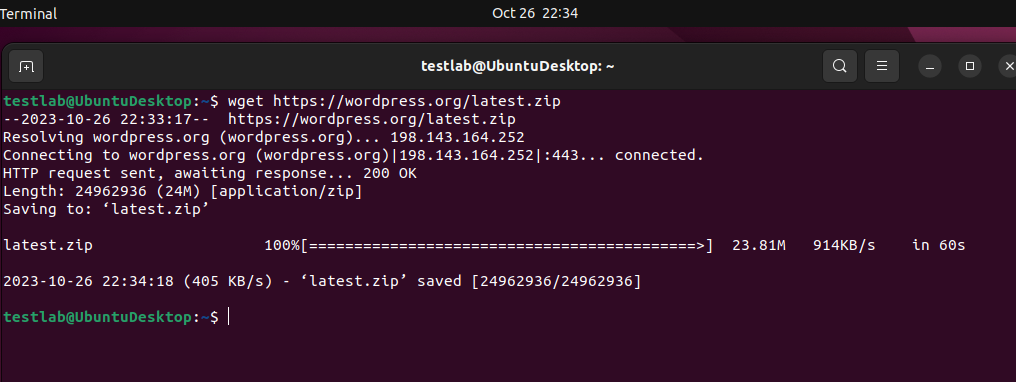 Terminal
Oct 26 22:34
testlab@UbuntuDesktop: ~
testlab@UbuntuDesktop:~$ wget https://wordpress.org/latest.zip
--2023-10-26 22:33:17--  https://wordpress.org/latest.zip
Resolving wordpress.org (wordpress.org)... 198.143.164.252
Connecting to wordpress.org (wordpress.org)|198.143.164.252|:443... connected.
HTTP request sent, awaiting response... 200 OK
Length: 24962936 (24M) [application/zip]
Saving to: ‘latest.zip’
latest.zip                   100%[===========================================>]  23.81M   914KB/s    in 60s
2023-10-26 22:34:18 (405 KB/s) - ‘latest.zip’ saved [24962936/24962936]
testlab@UbuntuDesktop:~$